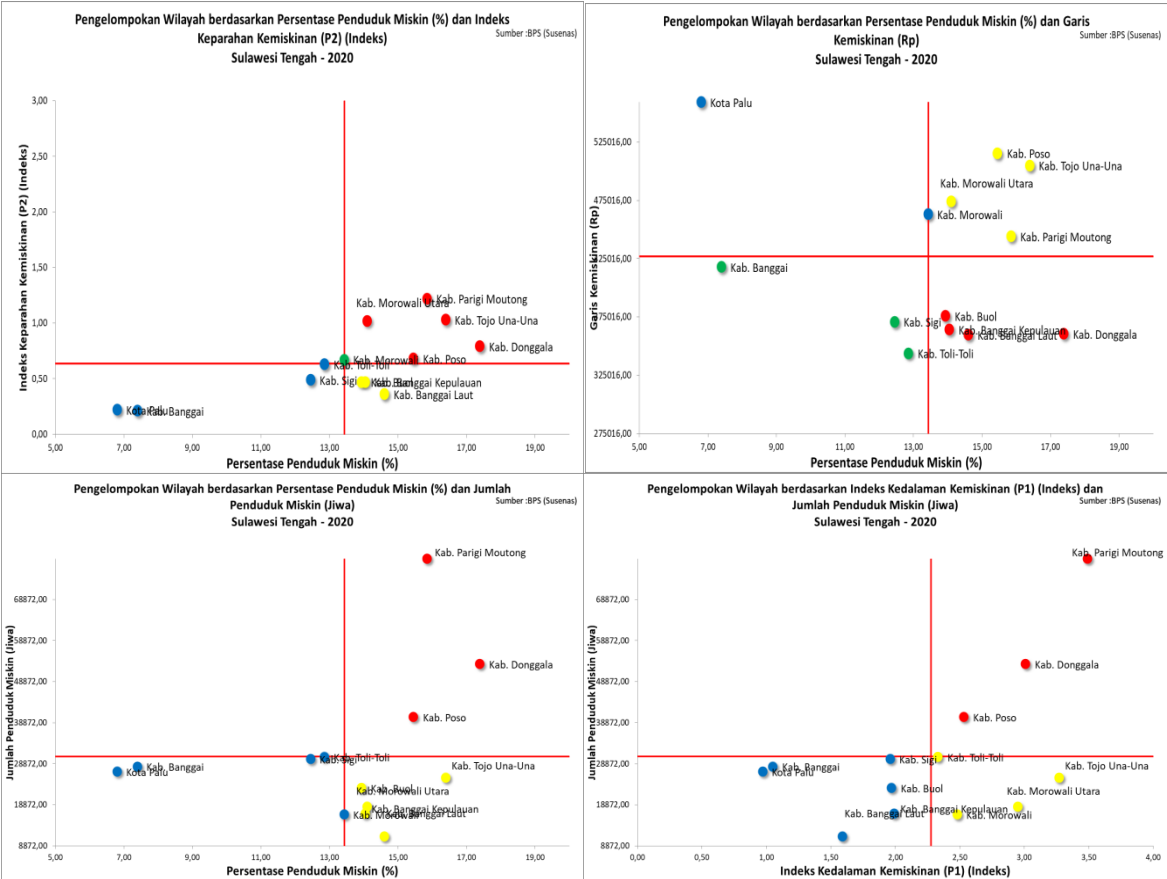 Pengelompokan Wilayah berdasarkan Persentase Penduduk Miskin (%) dan Indeks
Keparahan Kemiskinan (P2) (Indeks)
Sumber :BPS (Susenas)
Sulawesi Tengah - 2020
Indeks Keparahan Kemiskinan (P2) (Indeks)
3,00
2,50
2,00
1,50
1,00
0,50
0,00
Kab. Parigi Moutong
Kab. Morowali Utara
Kab. Tojo Una-Una
Kab. Donggala
Kab. Morowali
Kab. Poso
Kab. Toli-Toli
Kab. Sigi
Kab. Buol
Kab. Banggai Kepulauan
Kab. Banggai Laut
Kota Palu
Kab. Banggai
5,00 7,00 9,00 11,00 13,00 15,00 17,00 19,00
Persentase Penduduk Miskin (%)
Pengelompokan Wilayah berdasarkan Persentase Penduduk Miskin (%) dan Garis
Kemiskinan (Rp)
Sumber :BPS (Susenas)
Sulawesi Tengah - 2020
Garis Kemiskinan (Rp)
525016,00
475016,00
425016,00
375016,00
325016,00
275016,00
Kota Palu
Kab. Poso
Kab. Tojo Una-Una
Kab. Morowali Utara
Kab. Morowali
Kab. Parigi Moutong
Kab. Banggai
Kab. Buol
Kab. Sigi
Kab. Banggai Kepulauan
Kab. Banggai Laut
Kab. Donggala
Kab. Toli-Toli
5,00 7,00 9,00 11,00 13,00 15,00 17,00 19,00
Persentase Penduduk Miskin (%)
Pengelompokan Wilayah berdasarkan Persentase Penduduk Miskin (%) dan Jumlah
Penduduk Miskin (Jiwa)
Sumber :BPS (Susenas)
Sulawesi Tengah - 2020
Jumlah Penduduk Miskin (Jiwa)
68872,00
58872,00
48872,00
38872,00
28872,00
18872,00
8872,00
Kab. Parigi Moutong
Kab. Donggala
Kab. Poso
Kab. Toli-Toli
Kab. Sigi
Kab. Banggai
Kota Palu
Kab. Tojo Una-Una
Kab. Buol
Kab. Morowali Utara
Kab. Banggai Kepulauan
Kab. Morowali
Kab. Banggai Laut
5,00 7,00 9,00 11,00 13,00 15,00 17,00 19,00
Persentase Penduduk Miskin (%)
Pengelompokan Wilayah berdasarkan Indeks Kedalaman Kemiskinan (P1) (Indeks) dan
Jumlah Penduduk Miskin (Jiwa)
Sumber :BPS (Susenas)
Sulawesi Tengah - 2020
Jumlah Penduduk Miskin (Jiwa)
68872,00
58872,00
48872,00
38872,00
28872,00
18872,00
8872,00
Kab. Parigi Moutong
Kab. Donggala
Kab. Poso
Kab. Sigi
Kab. Toli-Toli
Kab. Banggai
Kota Palu
Kab. Tojo Una-Una
Kab. Buol
Kab. Morowali Utara
Kab. Banggai Kepulauan
Kab. Banggai Laut
Kab. Morowali
0,00 0,50 1,00 1,50 2,00 2,50 3,00 3,50 4,00
Indeks Kedalaman Kemiskinan (P1) (Indeks)